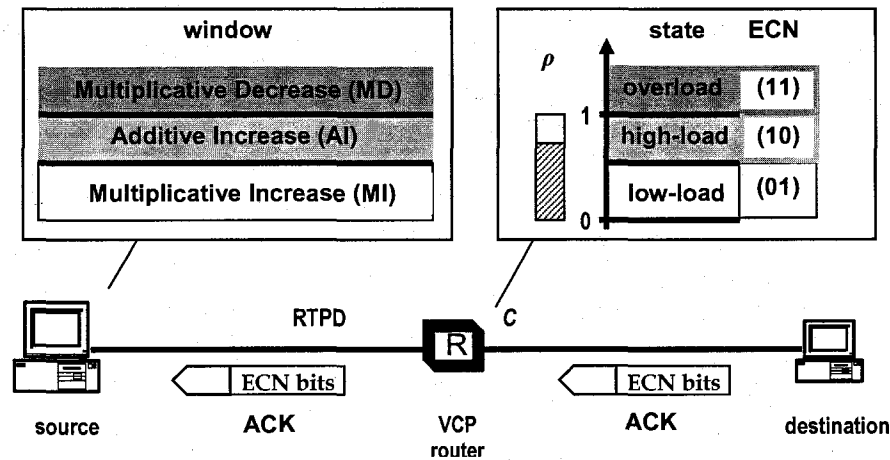 window
Multiplicative Decrease (MD)
Additive Increase (AI)
Multiplicative Increase (MI)
ρ
state ECN
1
overload (11)
high-load (10)
low-load (01)
0
RTPD
C
R
ECN bits
ECN bits
ACK
ACK
source
VCP
router
destination